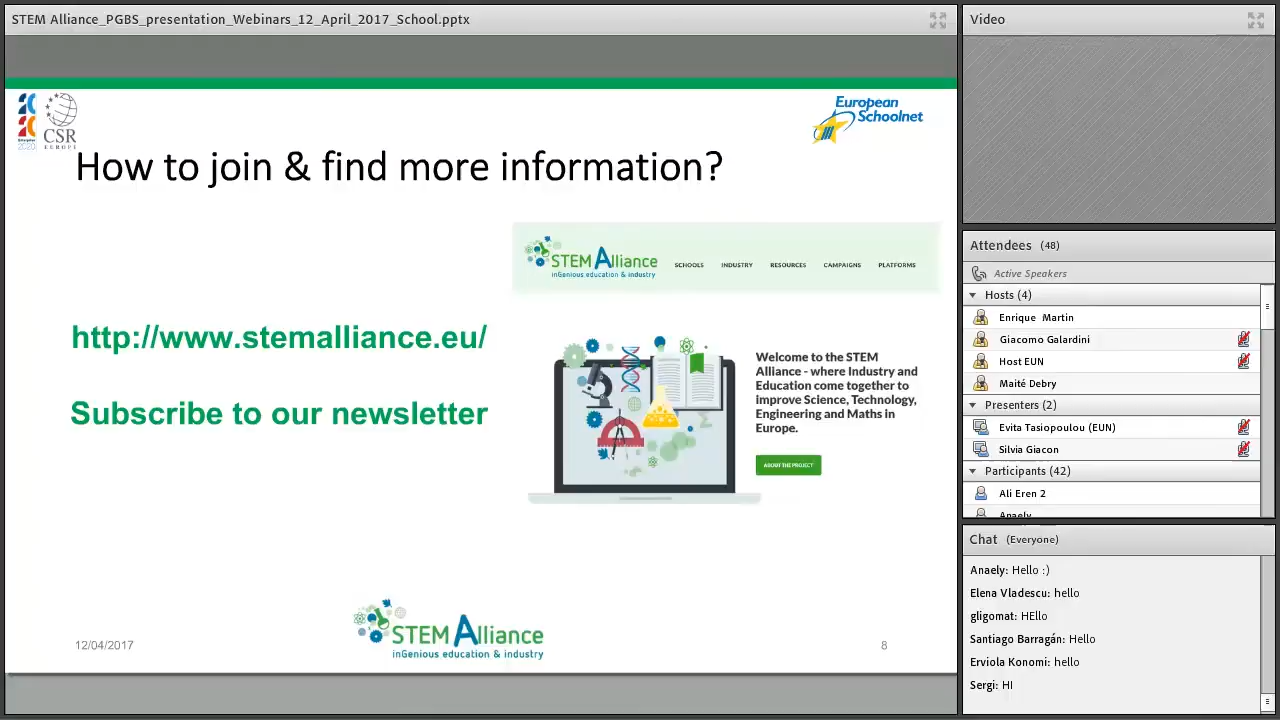 STEM Alliance_PGBS_presentation_Webinars_12_April_2017_School.pptx
20
20
CSR
EUROPE
European
Schoolnet
How to join & find more information?
STEM Alliance
inGenious education & industry
SCHOOLS INDUSTRY RESOURCES CAMPAIGNS PLATFORMS
http://www.stemalliance.eu/
Subscribe to our newsletter
Welcome to the STEM
Alliance - where Industry and
Education come together to
improve Science, Technology,
Engineering and Maths in
Europe.
ABOUT THE PROJECT
12/04/2017
STEM Alliance
inGenious education & industry
8
Video
Attendees (48)
Active Speakers
Hosts (4)
Enrique Martin
Giacomo Galardini
Host EUN
Maité Debry
Presenters (2)
Evita Tasiopoulou (EUN)
Silvia Giacon
Participants (42)
Ali Eren 2
Anaely
Chat (Everyone)
Anaely: Hello :)
Elena Vladescu: hello
gligomat: HEllo
Santiago Barragán: Hello
Erviola Konomi: hello
Sergi: HI